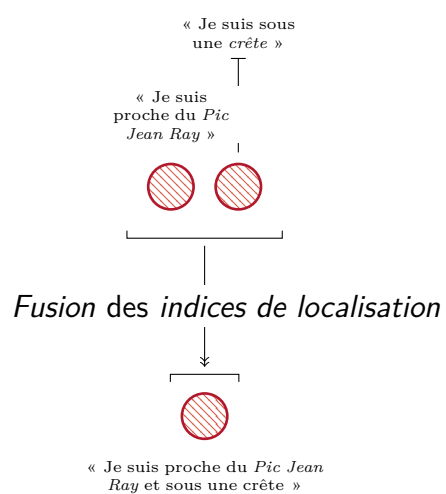 « Je suis sous
une crête »
« Je suis
proche du Pic
Jean Ray »
Fusion des indices de localisation
« Je suis proche du Pic Jean
Ray et sous une crête »